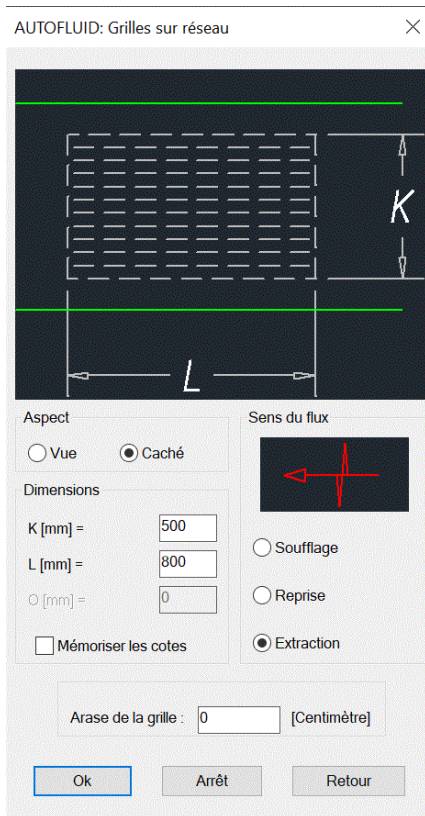 AUTOFLUID: Grilles sur réseau
K
L
Aspect
Vue
Caché
Dimensions
K [mm] = 500
L [mm] = 800
O [mm] = 0
Mémoriser les cotes
Sens du flux
Soufflage
Reprise
Extraction
Arase de la grille : 0 [Centimètre]
Ok
Arrêt
Retour